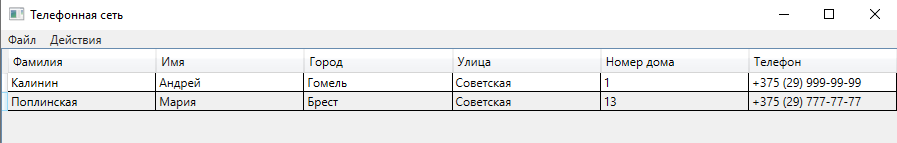 Телефонная сеть
Файл Действия
Фамилия Имя Город Улица Номер дома Телефон
Калинин Андрей Гомель Советская 1 +375 (29) 999-99-99
Поплинская Мария Брест Советская 13 +375 (29) 777-77-77